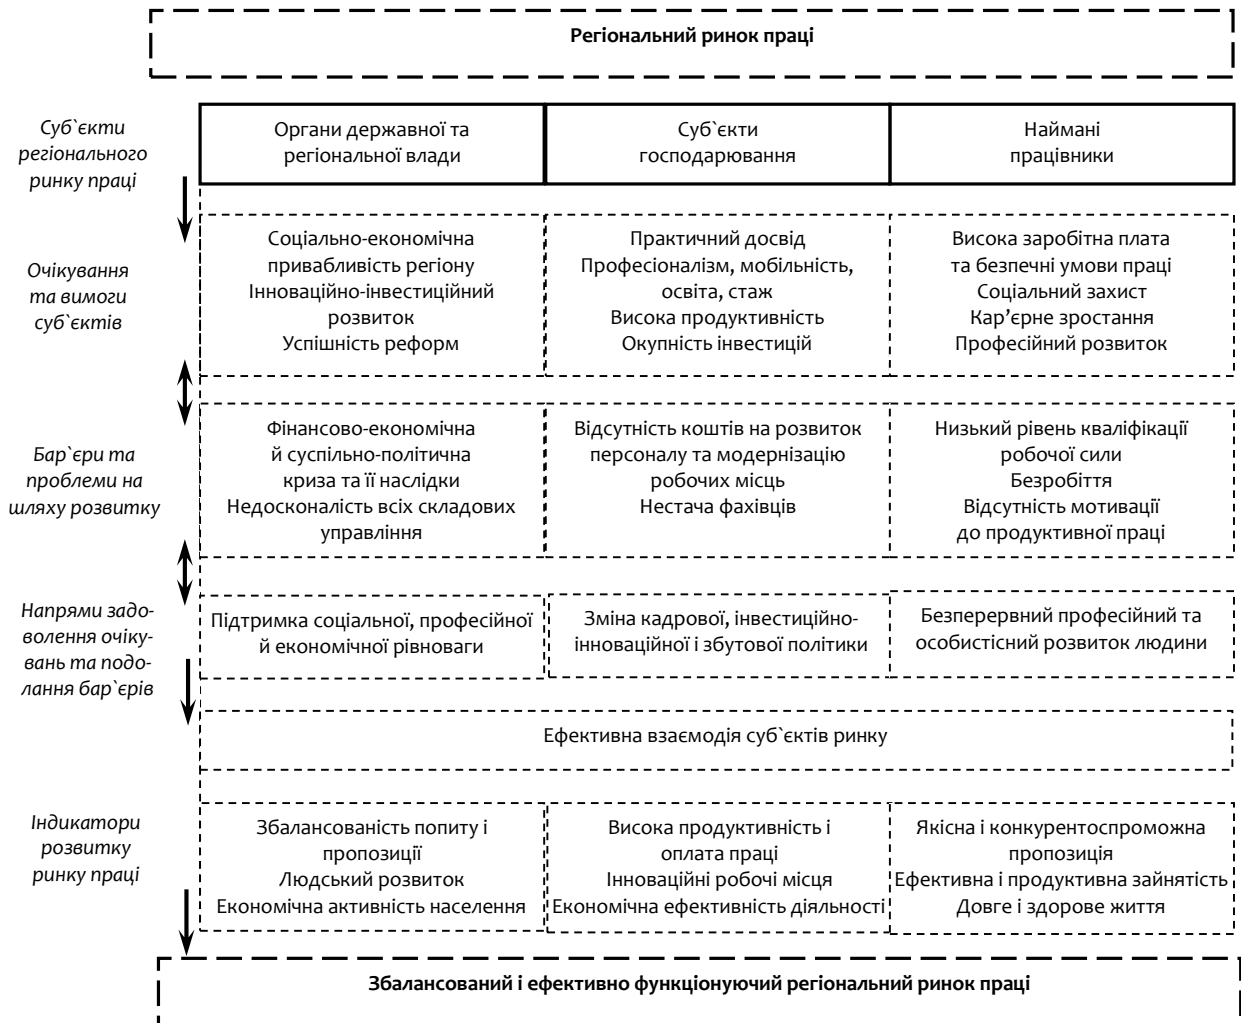 Регіональний ринок праці
Суб`єкти
регіонального
ринку праці
Органи державної та
регіональної влади
Суб`єкти
господарювання
Наймані
працівники
Очікування
та вимоги
суб`єктів
Соціально-економічна
привабливість регіону
Інноваційно-інвестиційний
розвиток
Успішність реформ
Практичний досвід
Професіоналізм, мобільність,
освіта, стаж
Висока продуктивність
Окупність інвестицій
Висока заробітна плата
та безпечні умови праці
Соціальний захист
Кар’єрне зростання
Професійний розвиток
Бар`єри та
проблеми на
шляху розвитку
Фінансово-економічна
й суспільно-політична
криза та її наслідки
Недосконалість всіх складових
управління
Відсутність коштів на розвиток
персоналу та модернізацію
робочих місць
Нестача фахівців
Низький рівень кваліфікації
робочої сили
Безробіття
Відсутність мотивації
до продуктивної праці
Напрями задо-
волення очіку-
вань та подо-
лання бар`єрів
Підтримка соціальної, професійної
й економічної рівноваги
Зміна кадрової, інвестиційно-
інноваційної і збутової політики
Безперервний професійний та
особистісний розвиток людини
Ефективна взаємодія суб`єктів ринку
Індикатори
розвитку
ринку праці
Збалансованість попиту і
пропозиції
Людський розвиток
Економічна активність населення
Висока продуктивність і
оплата праці
Інноваційні робочі місця
Економічна ефективність діяльності
Якісна і конкурентоспроможна
пропозиція
Ефективна і продуктивна зайнятість
Довге і здорове життя
Збалансований і ефективно функціонуючий регіональний ринок праці